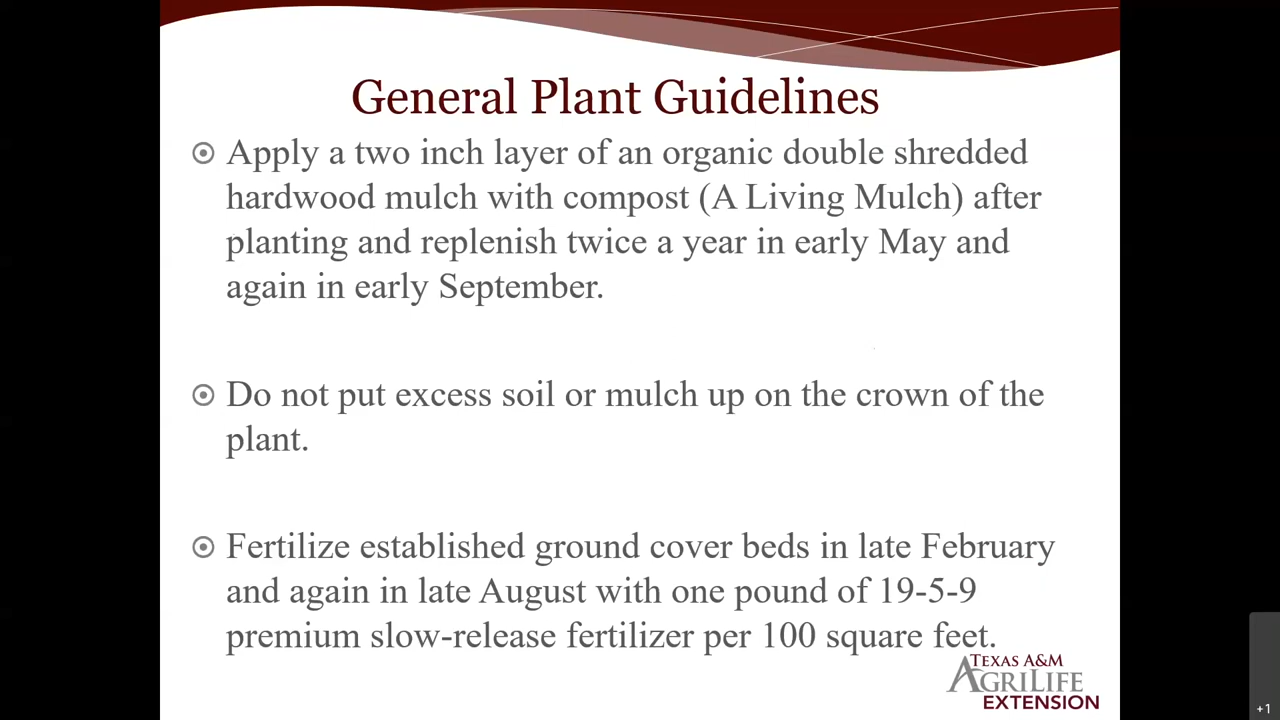 General Plant Guidelines
Apply a two inch layer of an organic double shredded
hardwood mulch with compost (A Living Mulch) after
planting and replenish twice a year in early May and
again in early September.
Do not put excess soil or mulch up on the crown of the
plant.
Fertilize established ground cover beds in late February
and again in late August with one pound of 19-5-9
premium slow-release fertilizer per 100 square feet.
TEXAS A&M
AGRILIFE
EXTENSION
+1